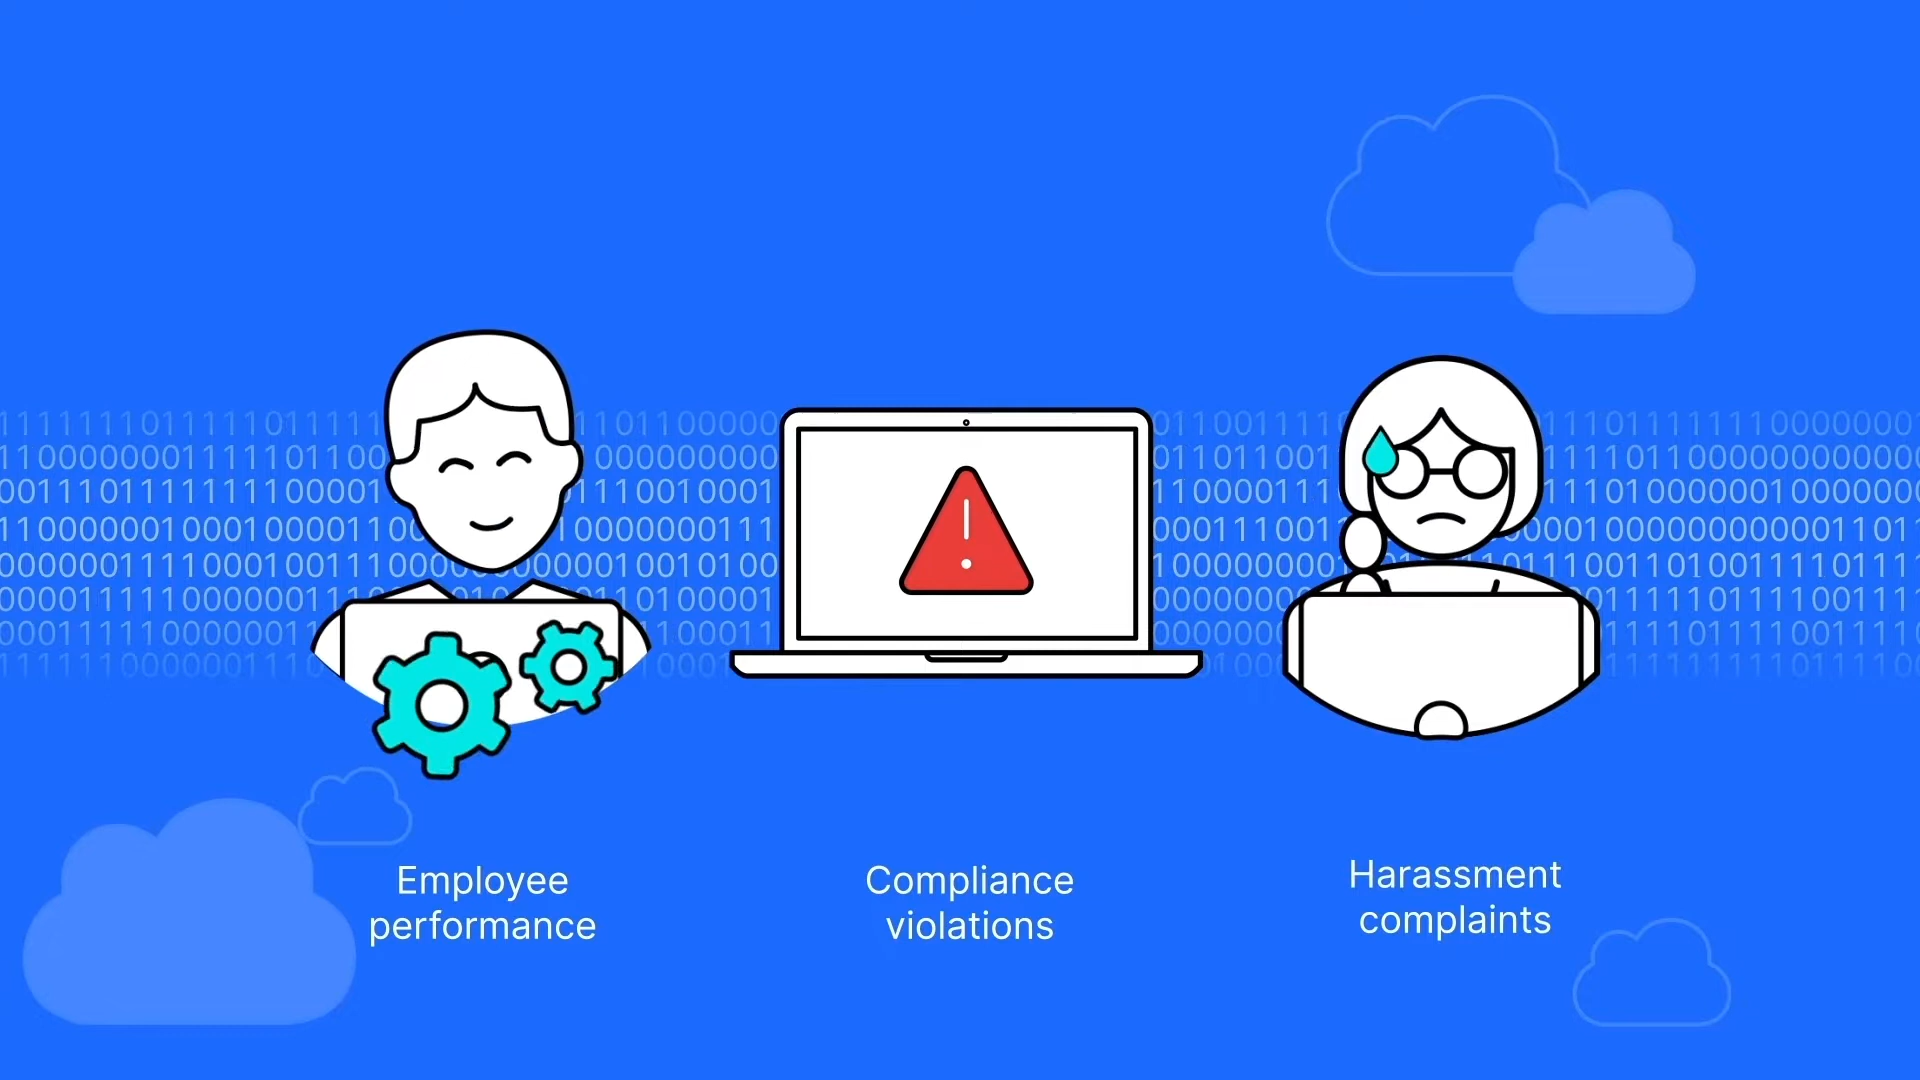 Employee
performance
Compliance
violations
Harassment
complaints